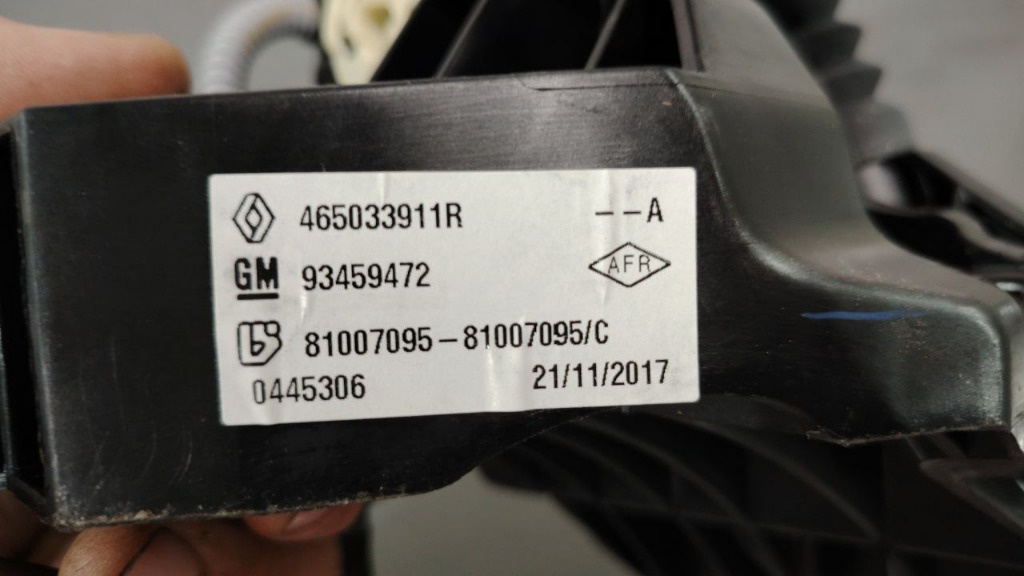 465033911R --A
GM 93459472 AFR
81007095-81007095/C
0445306 21/11/2017